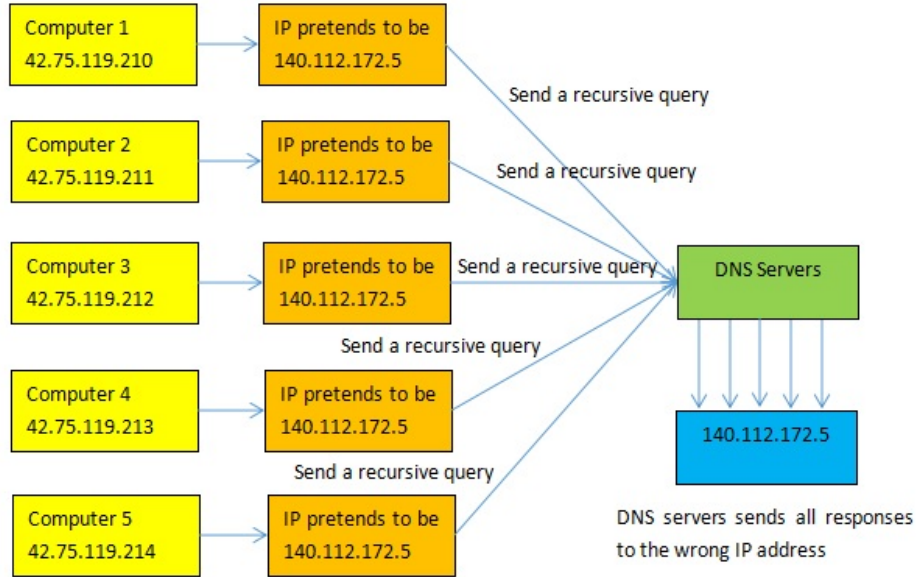 Computer 1
42.75.119.210
IP pretends to be
140.112.172.5
Send a recursive query
Computer 2
42.75.119.211
IP pretends to be
140.112.172.5
Send a recursive query
Computer 3
42.75.119.212
IP pretends to be
140.112.172.5
Send a recursive query
DNS Servers
Send a recursive query
Computer 4
42.75.119.213
IP pretends to be
140.112.172.5
140.112.172.5
Send a recursive query
Computer 5
42.75.119.214
IP pretends to be
140.112.172.5
DNS servers sends all responses
to the wrong IP address